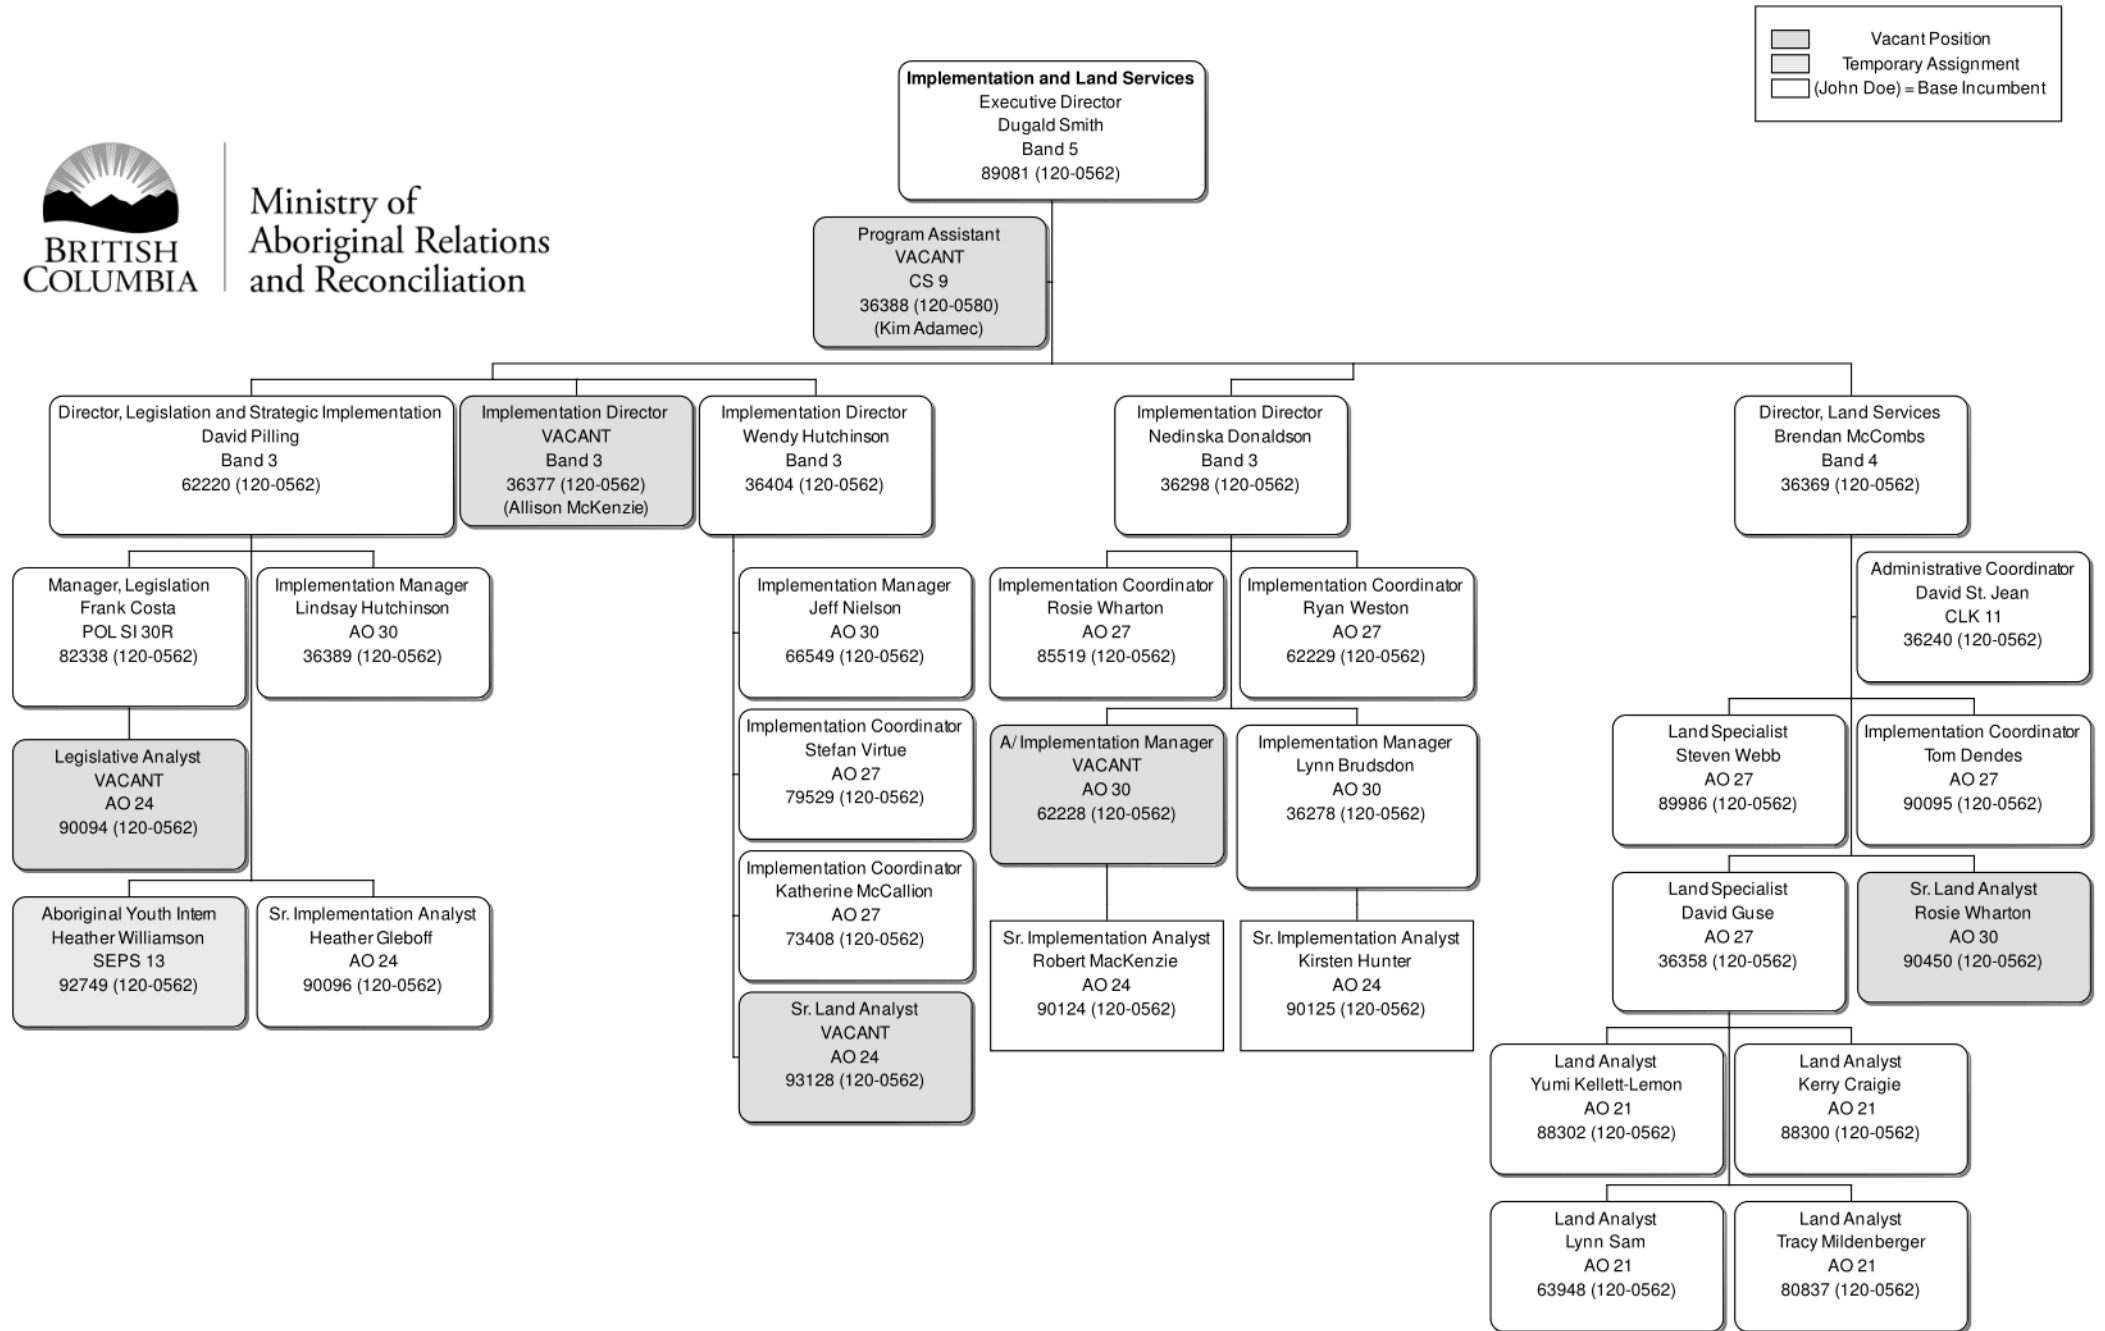 Vacant Position
Temporary Assignment
(John Doe) = Base Incumbent
BRITISH
COLUMBIA
Ministry of
Aboriginal Relations
and Reconciliation
Implementation and Land Services
Executive Director
Dugald Smith
Band 5
89081 (120-0562)
Program Assistant
VACANT
CS 9
36388 (120-0580)
(Kim Adamec)
Director, Legislation and Strategic Implementation
David Pilling
Band 3
62220 (120-0562)
Implementation Director
VACANT
Band 3
36377 (120-0562)
(Allison McKenzie)
Implementation Director
Wendy Hutchinson
Band 3
36404 (120-0562)
Implementation Director
Nedinska Donaldson
Band 3
36298 (120-0562)
Director, Land Services
Brendan McCombs
Band 4
36369 (120-0562)
Manager, Legislation
Frank Costa
POL SI 30R
82338 (120-0562)
Implementation Manager
Lindsay Hutchinson
AO 30
36389 (120-0562)
Legislative Analyst
VACANT
AO 24
90094 (120-0562)
Aboriginal Youth Intern
Heather Williamson
SEPS 13
92749 (120-0562)
Sr. Implementation Analyst
Heather Gleboff
AO 24
90096 (120-0562)
Implementation Manager
Jeff Nielson
AO 30
66549 (120-0562)
Implementation Coordinator
Stefan Virtue
AO 27
79529 (120-0562)
Implementation Coordinator
Katherine McCallion
AO 27
73408 (120-0562)
Sr. Land Analyst
VACANT
AO 24
93128 (120-0562)
Implementation Coordinator
Rosie Wharton
AO 27
85519 (120-0562)
Implementation Coordinator
Ryan Weston
AO 27
62229 (120-0562)
A/ Implementation Manager
VACANT
AO 30
62228 (120-0562)
Implementation Manager
Lynn Brudsdon
AO 30
36278 (120-0562)
Sr. Implementation Analyst
Robert MacKenzie
AO 24
90124 (120-0562)
Sr. Implementation Analyst
Kirsten Hunter
AO 24
90125 (120-0562)
Administrative Coordinator
David St. Jean
CLK 11
36240 (120-0562)
Land Specialist
Steven Webb
AO 27
89986 (120-0562)
Implementation Coordinator
Tom Dendes
AO 27
90095 (120-0562)
Land Specialist
David Guse
AO 27
36358 (120-0562)
Sr. Land Analyst
Rosie Wharton
AO 30
90450 (120-0562)
Land Analyst
Yumi Kellett-Lemon
AO 21
88302 (120-0562)
Land Analyst
Kerry Craigie
AO 21
88300 (120-0562)
Land Analyst
Lynn Sam
AO 21
63948 (120-0562)
Land Analyst
Tracy Mildenberger
AO 21
80837 (120-0562)